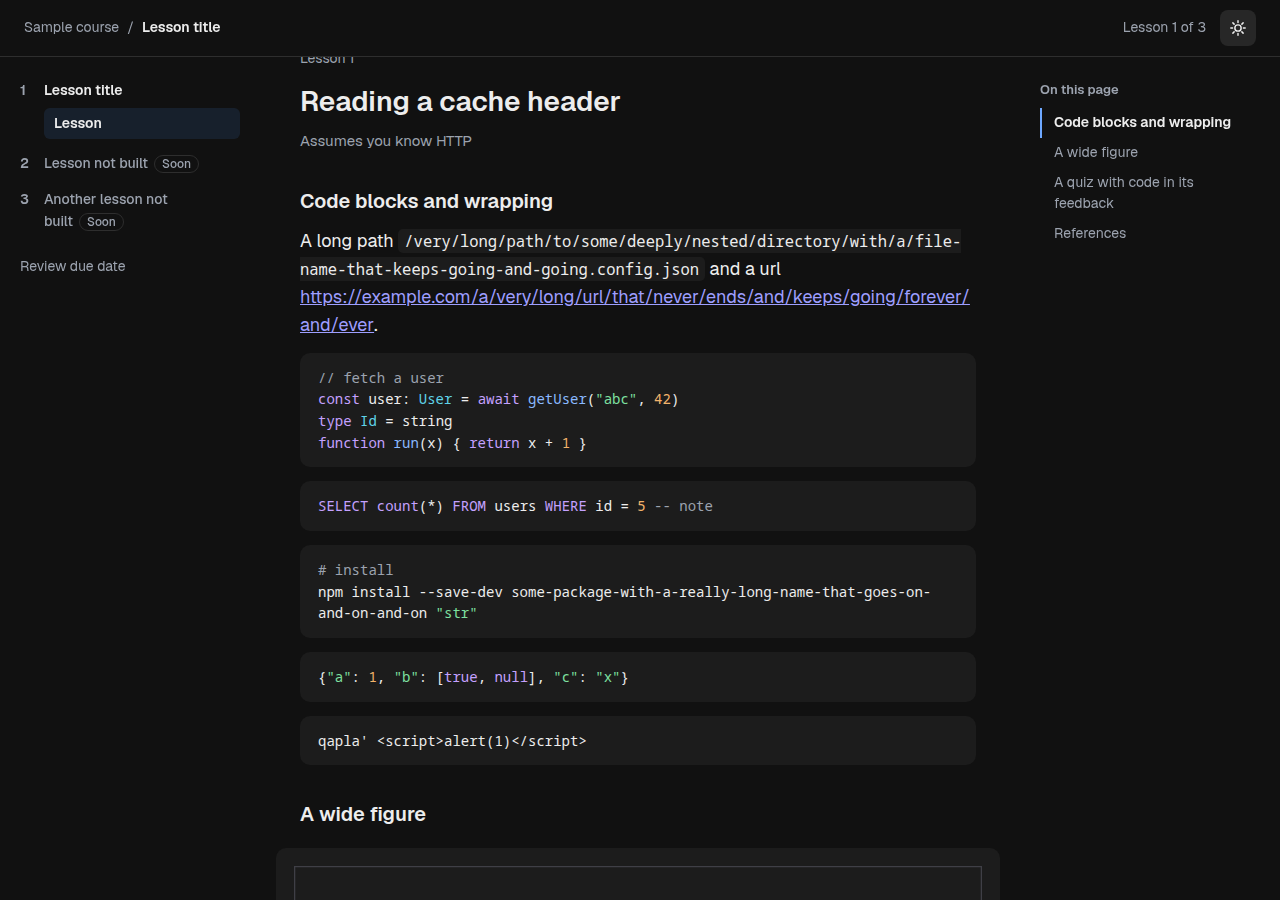 Sample course / Lesson title
Lesson 1 of 3
1 Lesson title
Lesson
2 Lesson not built Soon
3 Another lesson not
built Soon
Review due date
Lesson 1
Reading a cache header
Assumes you know HTTP
Code blocks and wrapping
A long path /very/long/path/to/some/deeply/nested/directory/with/a/file-
name-that-keeps-going-and-going.config.json and a url
https://example.com/a/very/long/url/that/never/ends/and/keeps/going/forever/
and/ever.
// fetch a user
const user: User = await getUser("abc", 42)
type Id = string
function run(x) { return x + 1 }
SELECT count(*) FROM users WHERE id = 5 -- note
# install
npm install --save-dev some-package-with-a-really-long-name-that-goes-on-
and-on-and-on "str"
{"a": 1, "b": [true, null], "c": "x"}
qapla' <script>alert(1)</script>
A wide figure
On this page
Code blocks and wrapping
A wide figure
A quiz with code in its
feedback
References